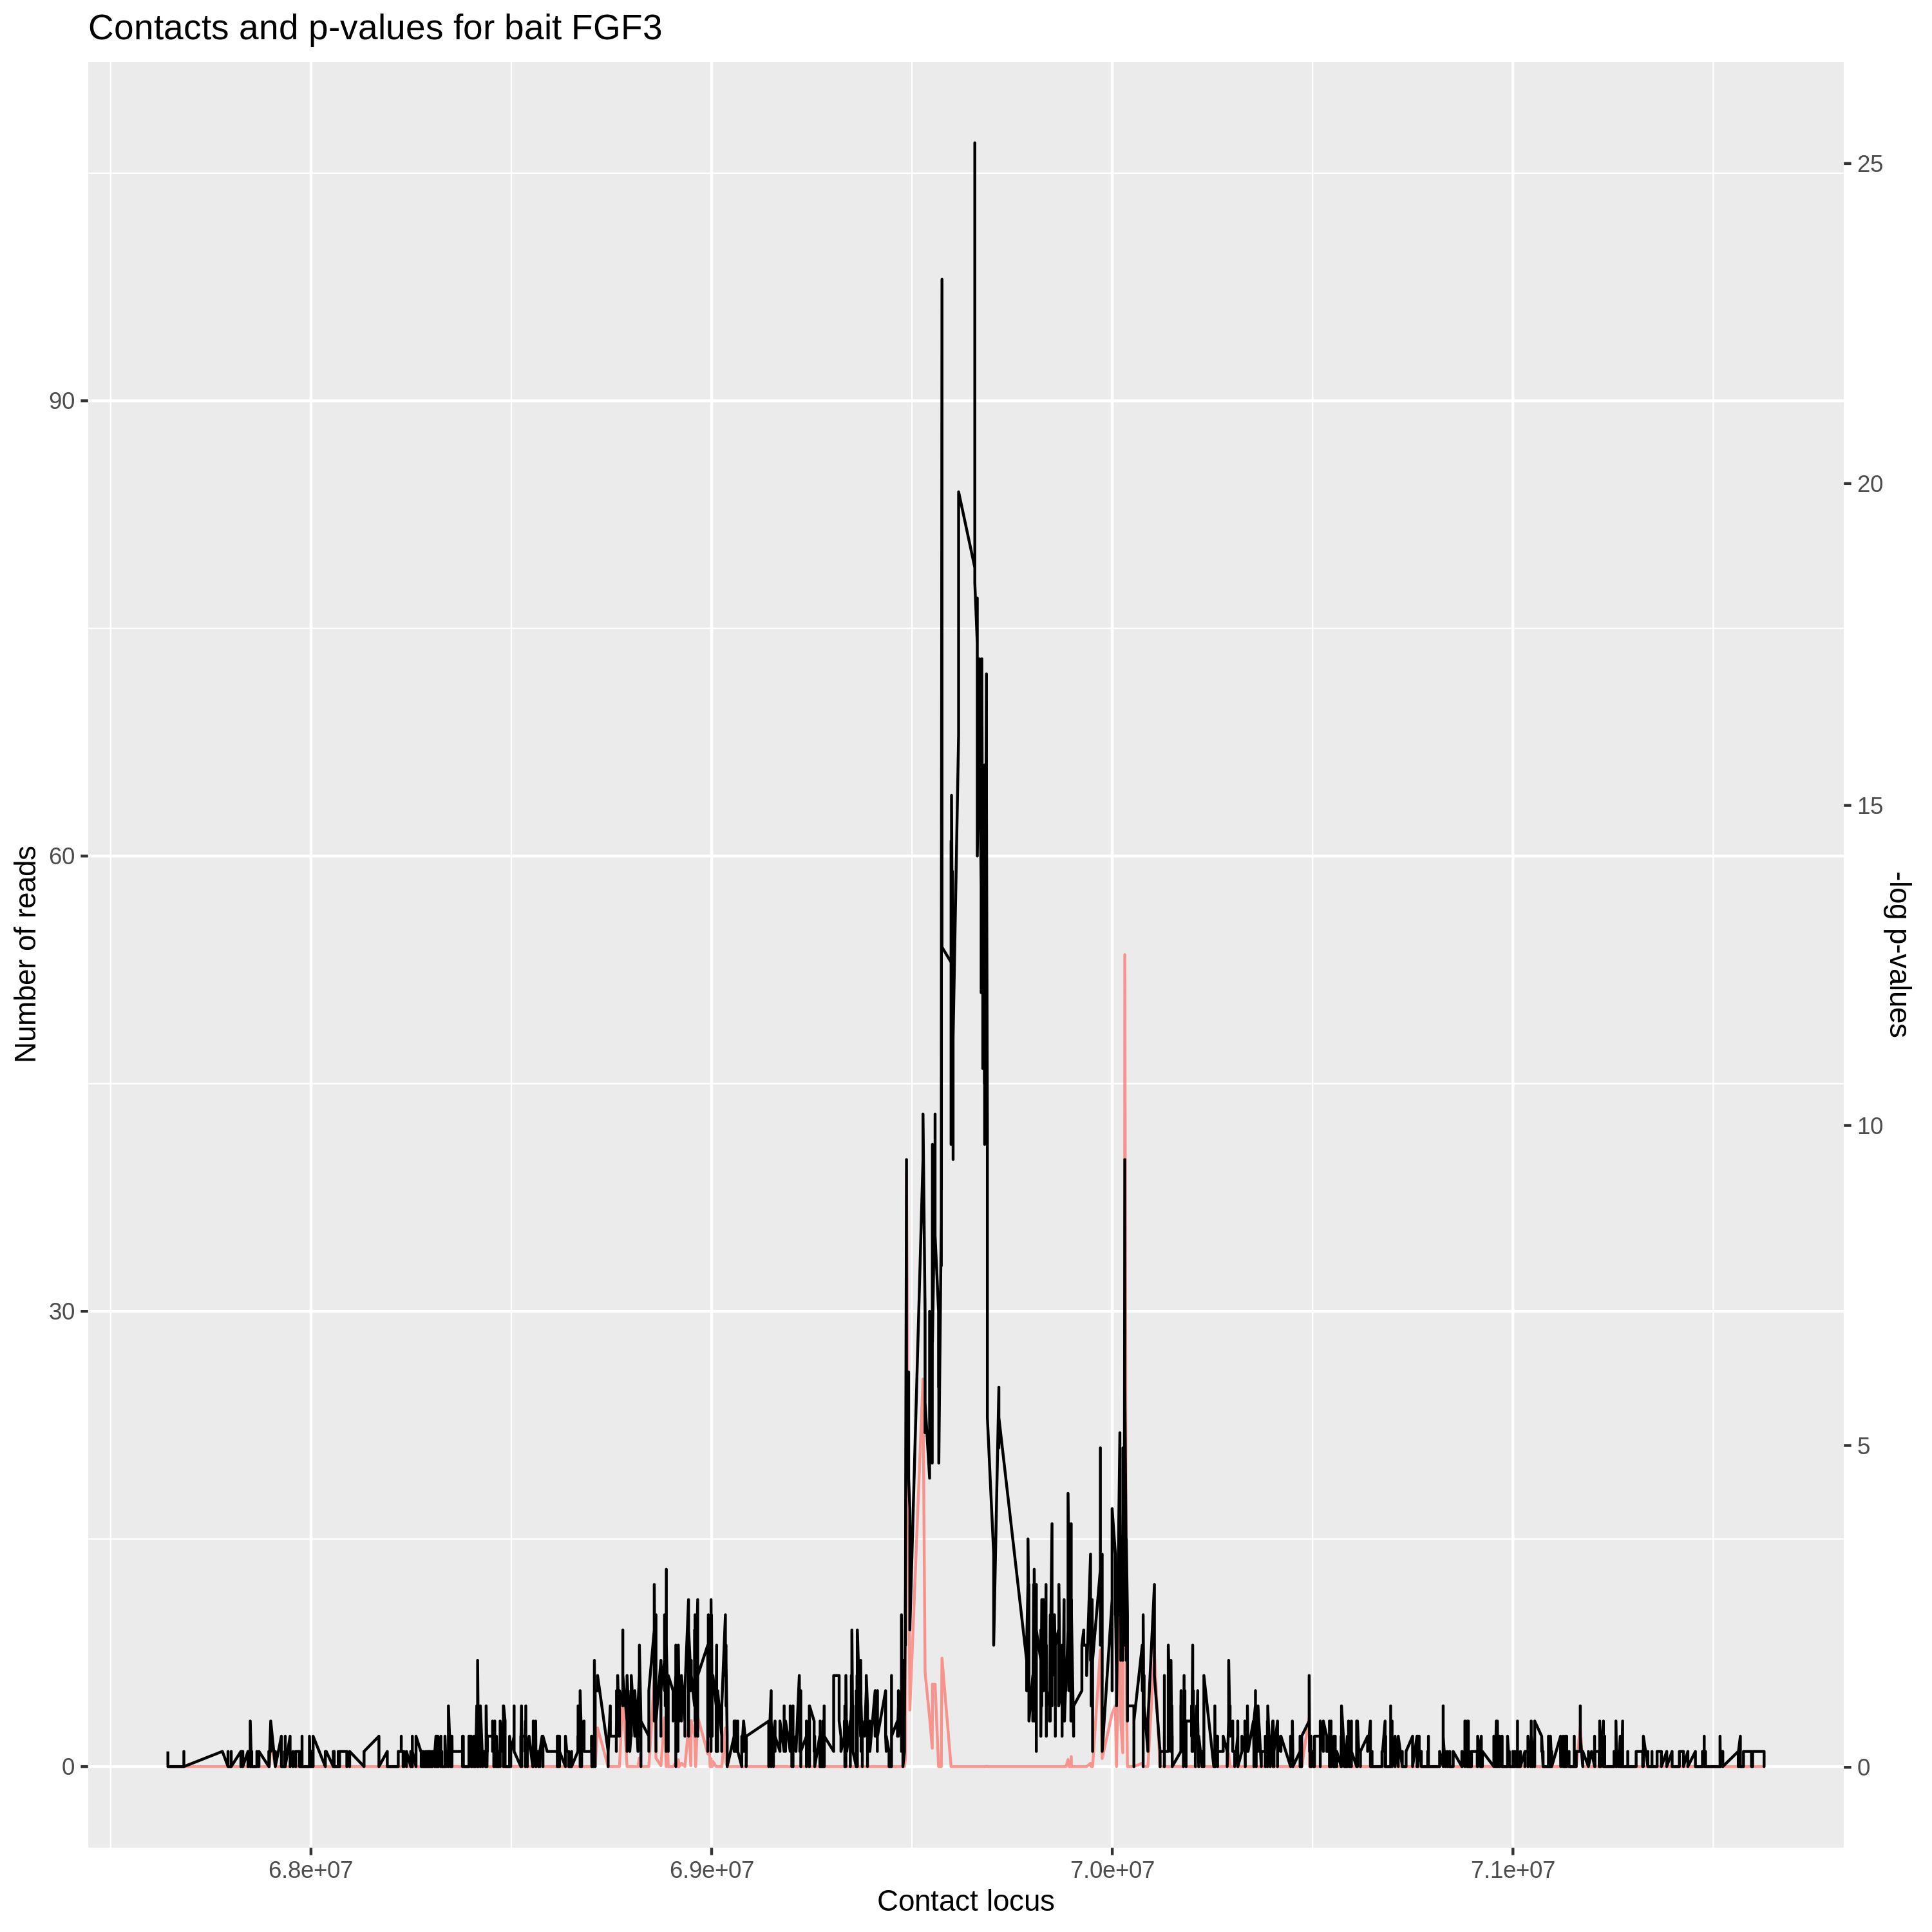 Contacts and p-values for bait FGF3
Number of reads
90
60
30
0
25
20
15
10
5
0
-log p-values
6.8e+07
6.9e+07
7.0e+07
7.1e+07
Contact locus